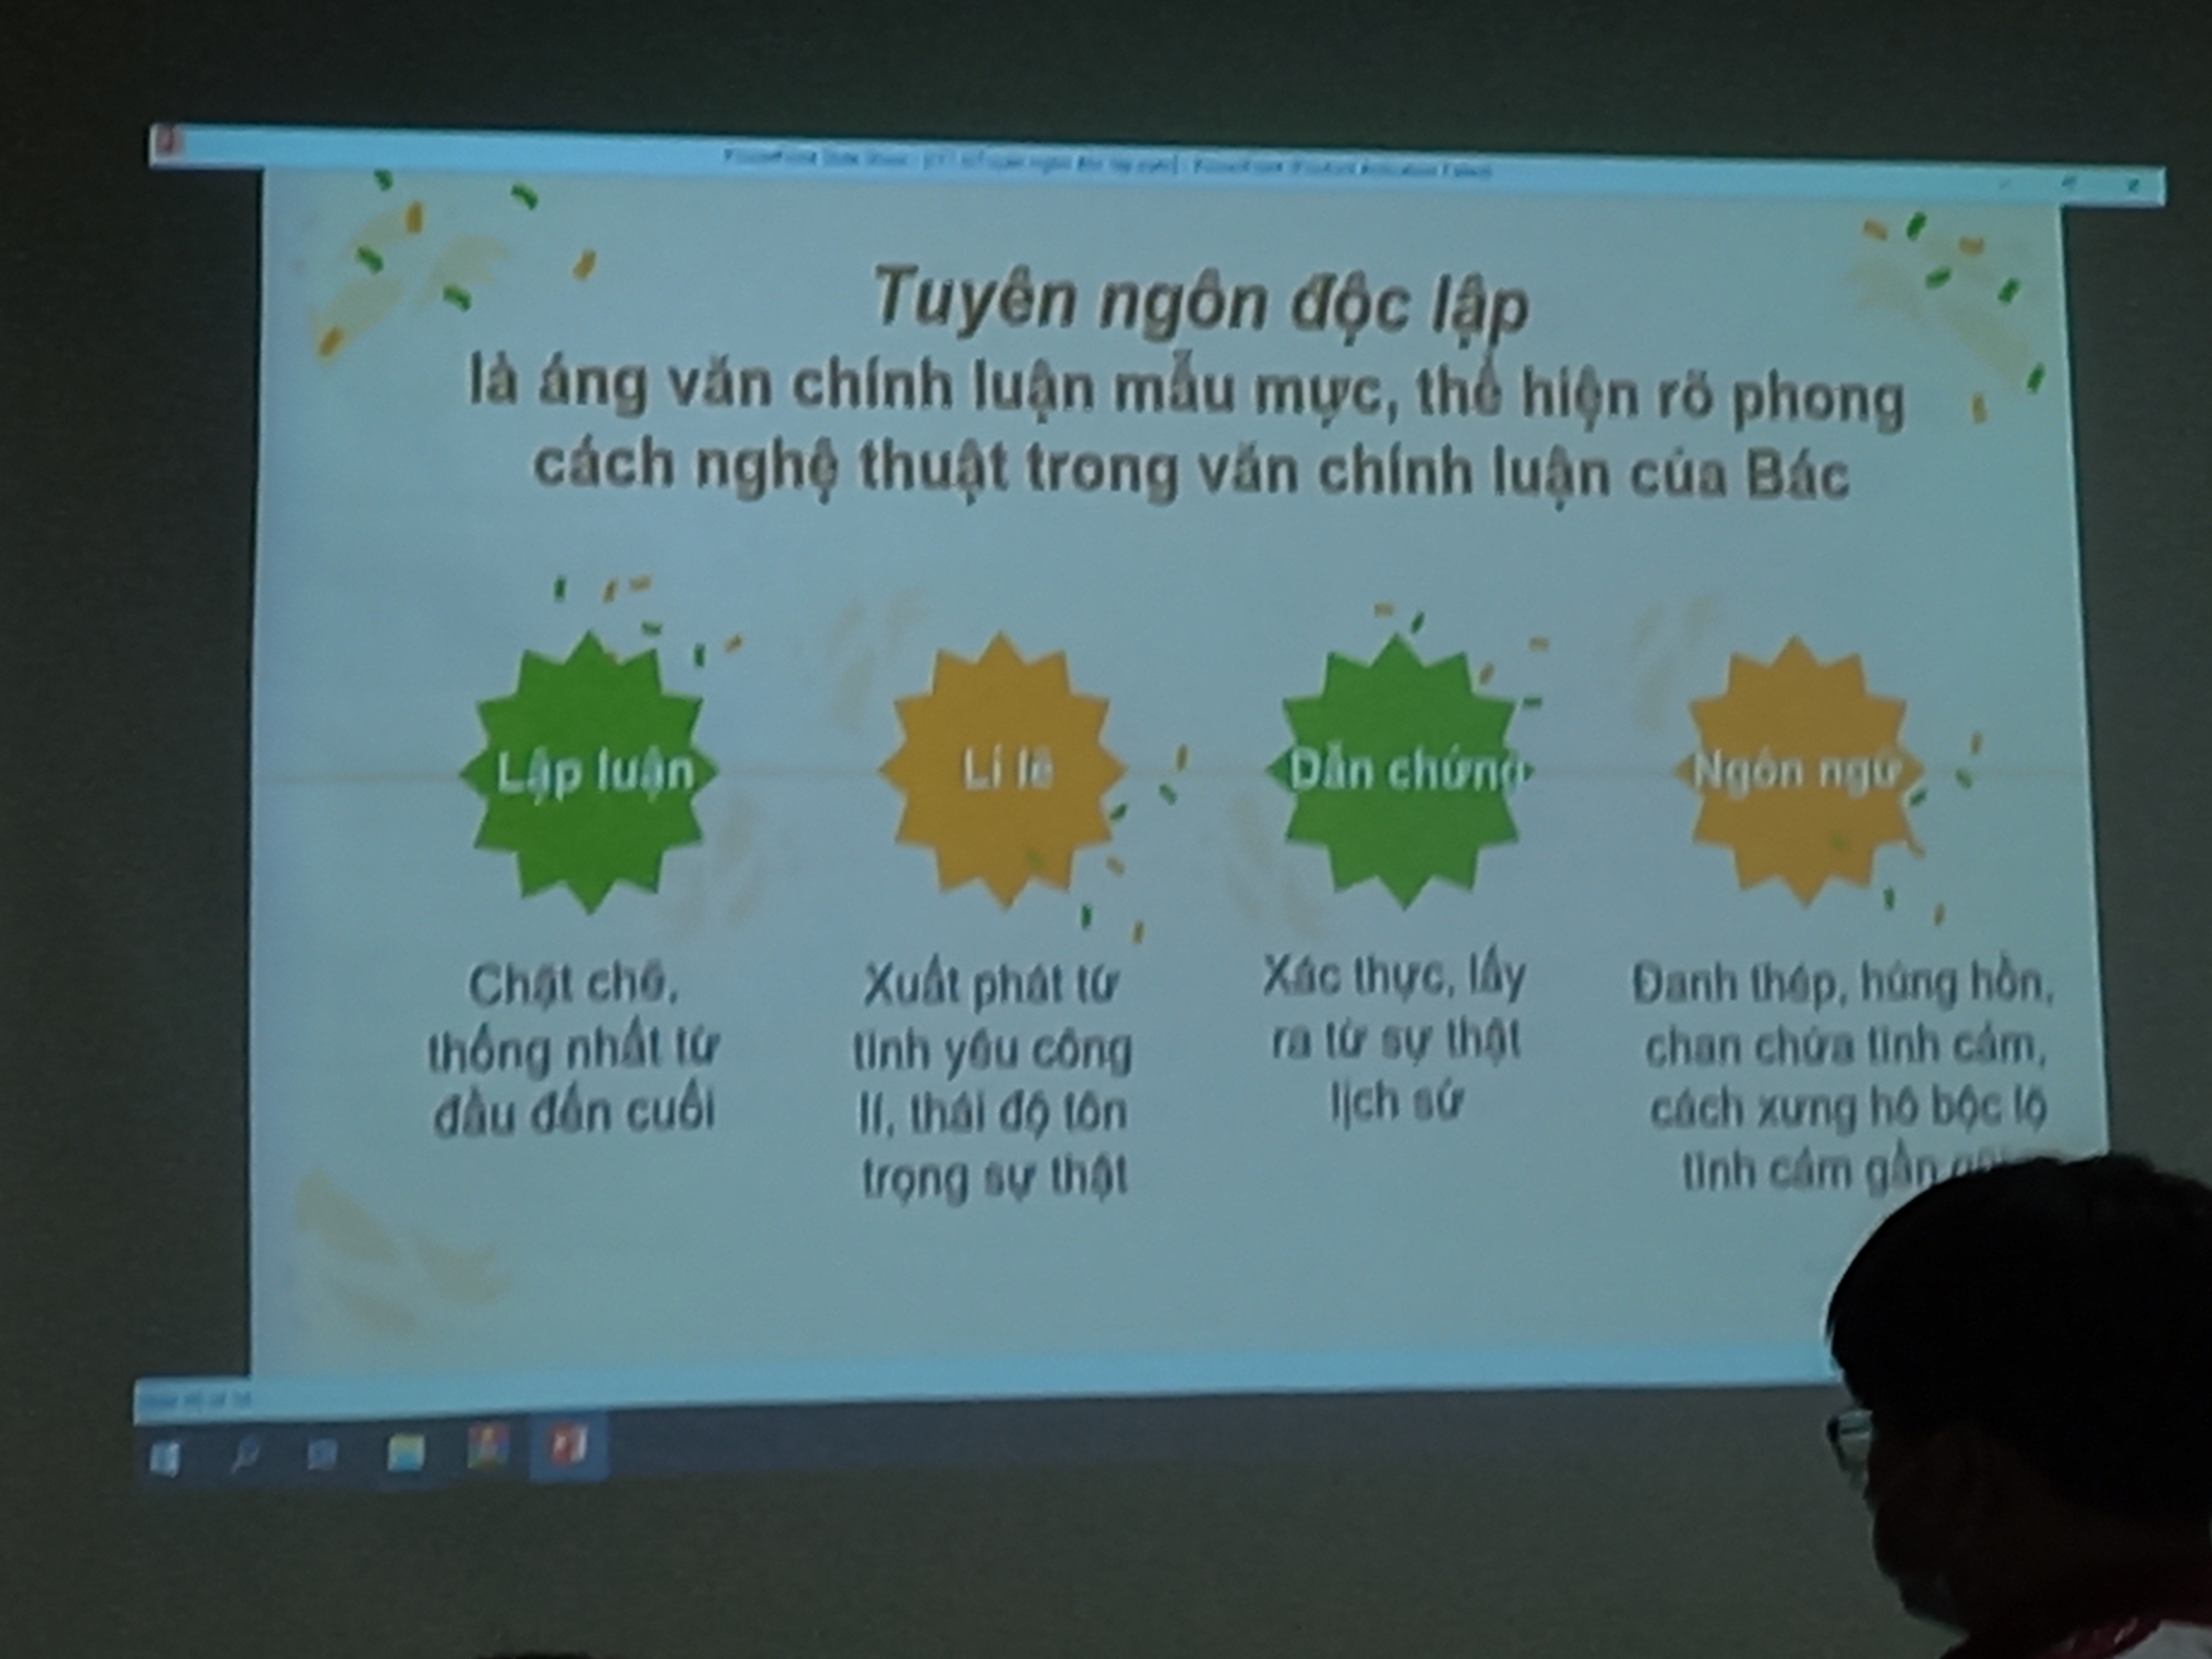 Tuyên ngôn độc lập
là áng văn chính luận mẫu mực, thể hiện rõ phong
cách nghệ thuật trong văn chính luận của Bác
Lập luận
Lí lẽ
Dẫn chứng
Ngôn ngữ
Chặt chẽ,
thống nhất từ
đầu đến cuối
Xuất phát từ
tình yêu công
lí, thái độ tôn
trọng sự thật
Xác thực, lấy
ra từ sự thật
lịch sử
Đanh thép, hùng hồn,
chan chứa tình cảm,
cách xưng hô bộc lộ
tình cảm gần